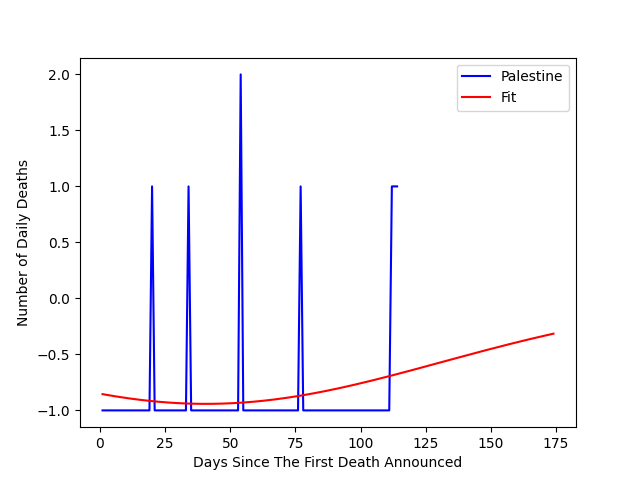 Palestine
Fit
2.0
1.5
1.0
0.5
0.0
−0.5
−1.0
Number of Daily Deaths
0 25 50 75 100 125 150 175
Days Since The First Death Announced